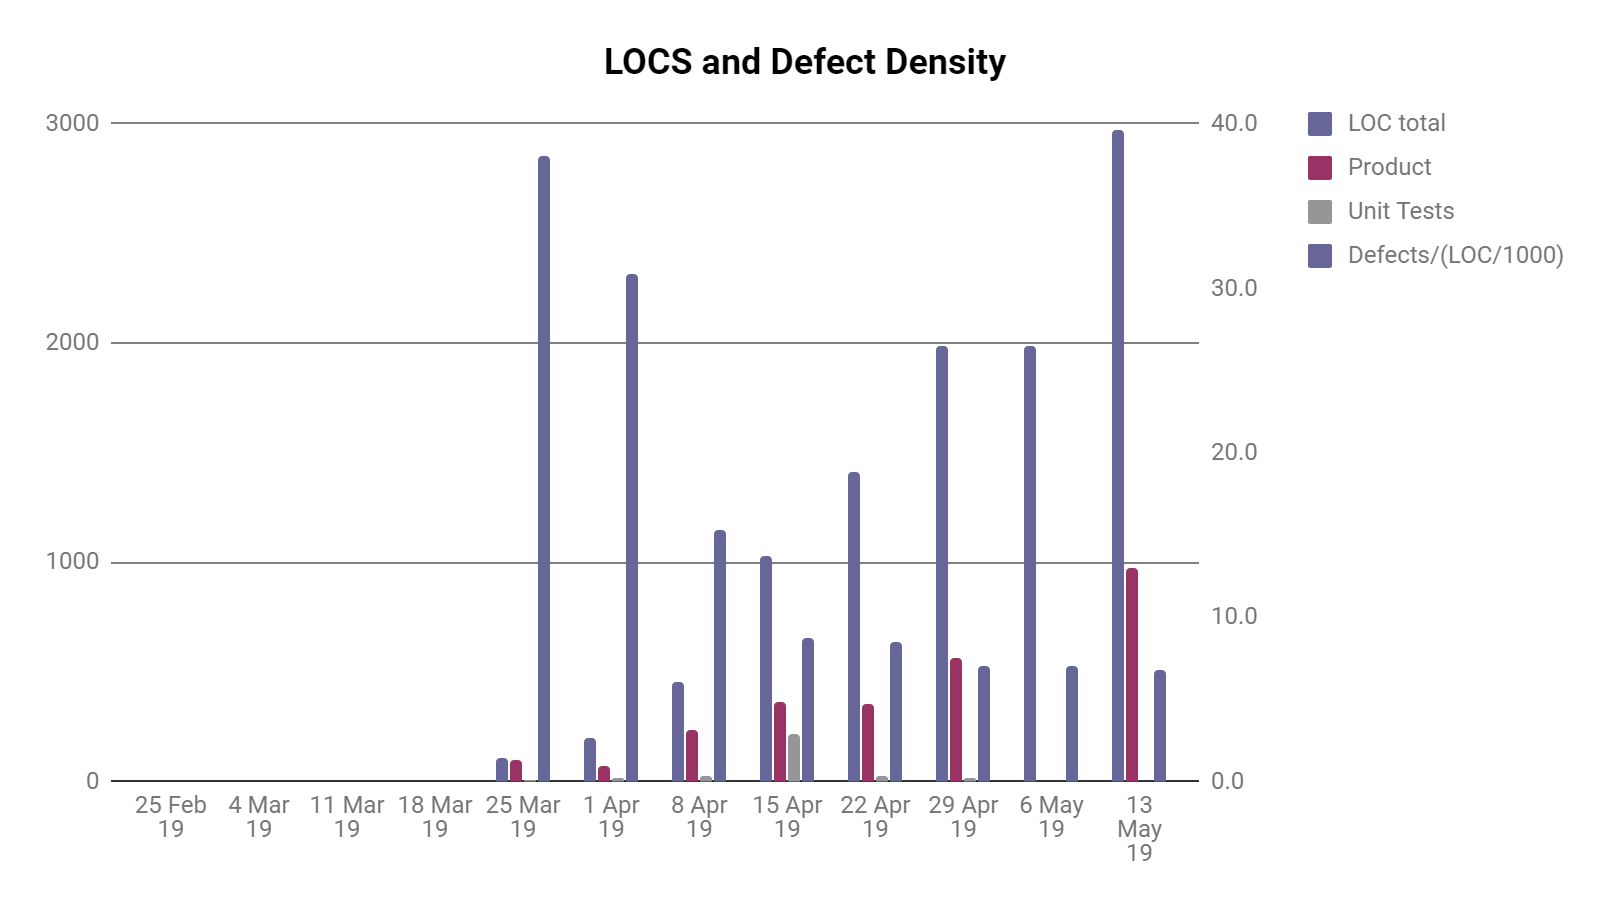 LOCS and Defect Density
3000
2000
1000
0
40.0
30.0
20.0
10.0
0.0
LOC total
Product
Unit Tests
Defects/(LOC/1000)
25 Feb
19
4 Mar
19
11 Mar
19
18 Mar
19
25 Mar
19
1 Apr
19
8 Apr
19
15 Apr
19
22 Apr
19
29 Apr
19
6 May
19
13
May
19